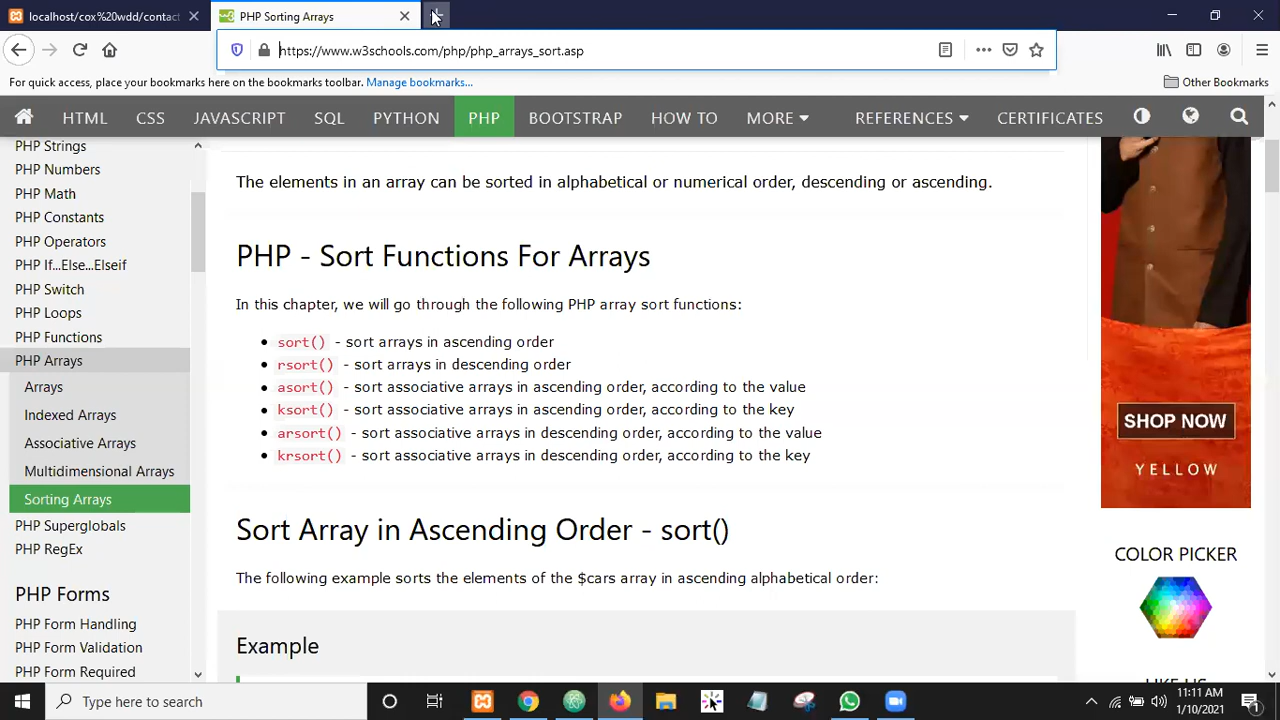 localhost/cox%20wdd/contact
PHP Sorting Arrays
https://www.w3schools.com/php/php_arrays_sort.asp
For quick access, place your bookmarks here on the bookmarks toolbar. Manage bookmarks...
Other Bookmarks
HTML CSS JAVASCRIPT SQL PYTHON PHP BOOTSTRAP HOW TO MORE REFERENCES CERTIFICATES
PHP Strings
PHP Numbers
PHP Math
PHP Constants
PHP Operators
PHP If...Else...Elseif
PHP Switch
PHP Loops
PHP Functions
PHP Arrays
Arrays
Indexed Arrays
Associative Arrays
Multidimensional Arrays
Sorting Arrays
PHP Superglobals
PHP RegEx
PHP Forms
PHP Form Handling
PHP Form Validation
PHP Form Required
The elements in an array can be sorted in alphabetical or numerical order, descending or ascending.
PHP - Sort Functions For Arrays
In this chapter, we will go through the following PHP array sort functions:
sort() - sort arrays in ascending order
rsort() - sort arrays in descending order
asort() - sort associative arrays in ascending order, according to the value
ksort() - sort associative arrays in ascending order, according to the key
arsort() - sort associative arrays in descending order, according to the value
krsort() - sort associative arrays in descending order, according to the key
Sort Array in Ascending Order - sort()
The following example sorts the elements of the $cars array in ascending alphabetical order:
Example
SHOP NOW
YELLOW
COLOR PICKER
Type here to search
11:11 AM
1/10/2021